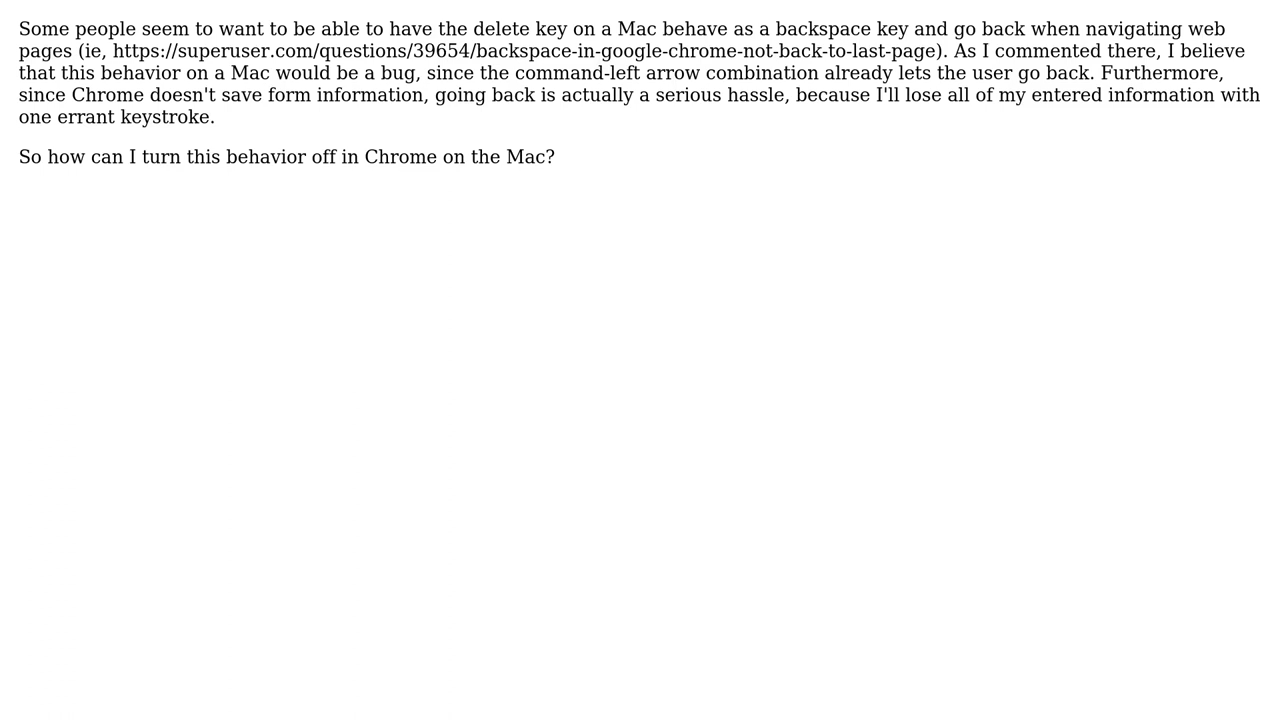 Some people seem to want to be able to have the delete key on a Mac behave as a backspace key and go back when navigating web
pages (ie, https://superuser.com/questions/39654/backspace-in-google-chrome-not-back-to-last-page). As I commented there, I believe
that this behavior on a Mac would be a bug, since the command-left arrow combination already lets the user go back. Furthermore,
since Chrome doesn't save form information, going back is actually a serious hassle, because I'll lose all of my entered information with
one errant keystroke.
So how can I turn this behavior off in Chrome on the Mac?